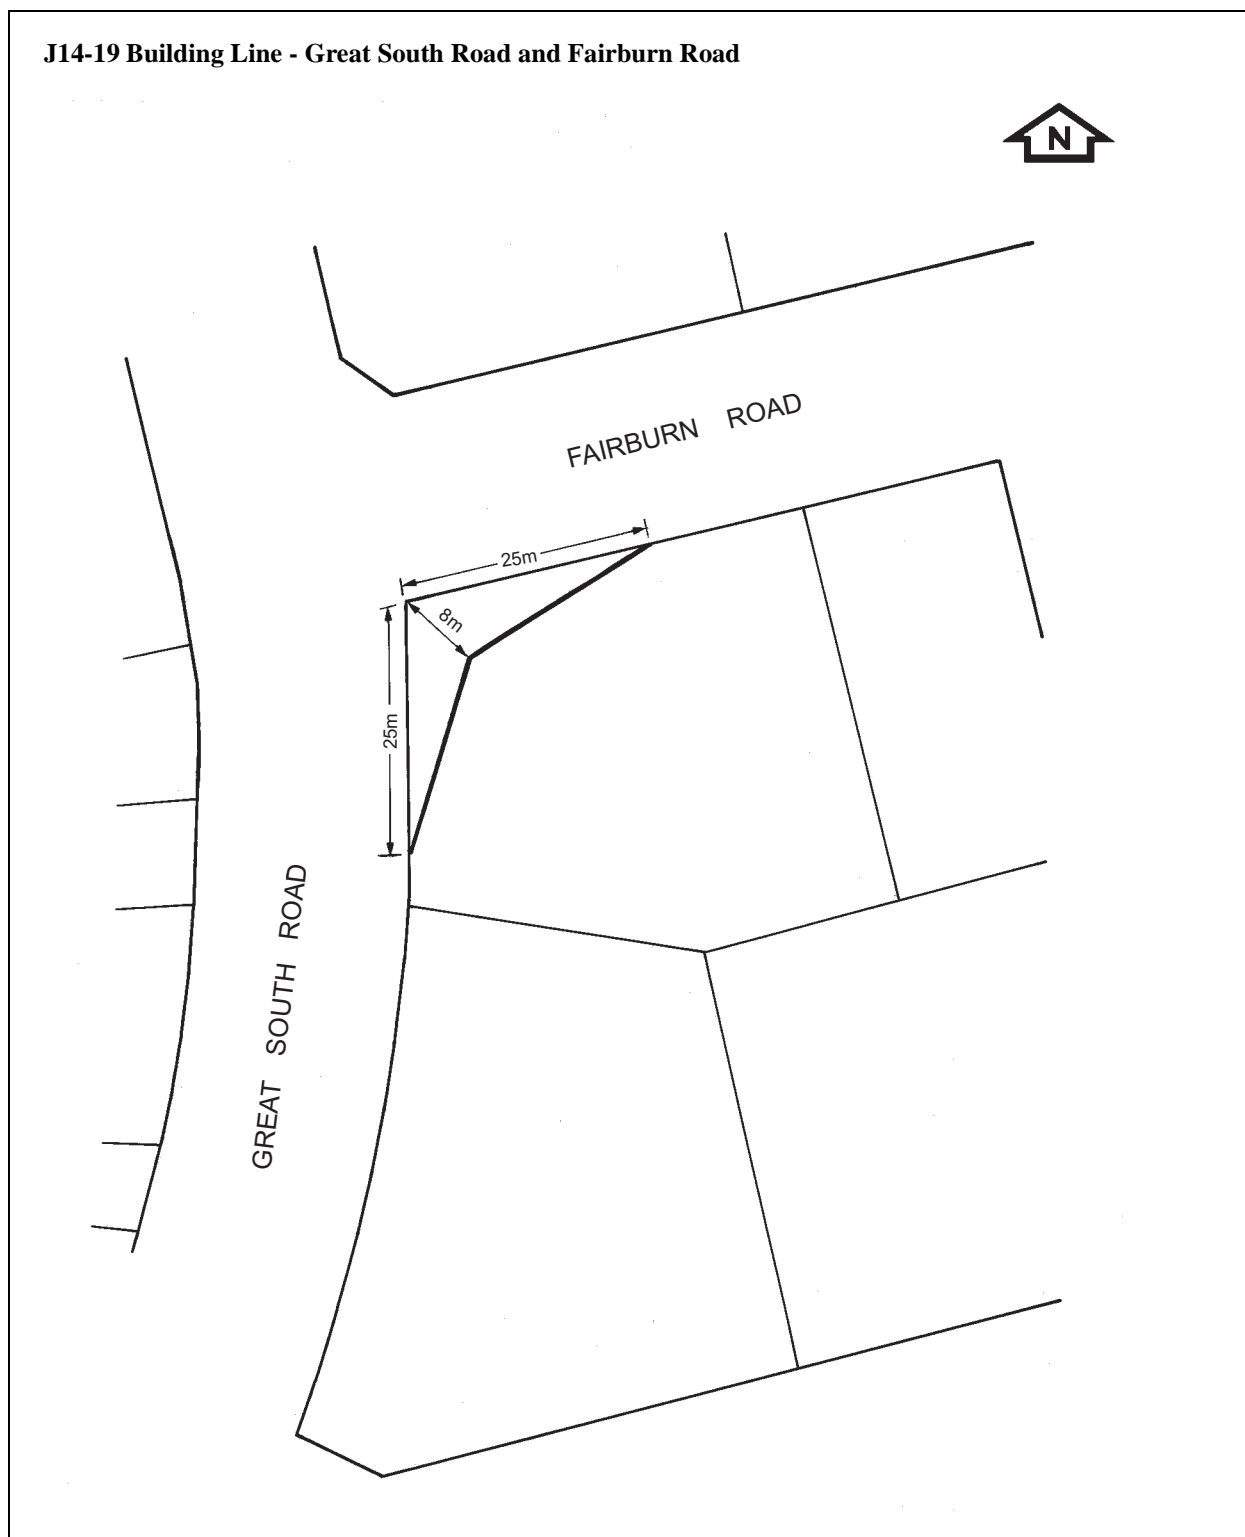 J14-19 Building Line - Great South Road and Fairburn Road
N
FAIRBURN ROAD
25m
8m
25m
GREAT SOUTH ROAD